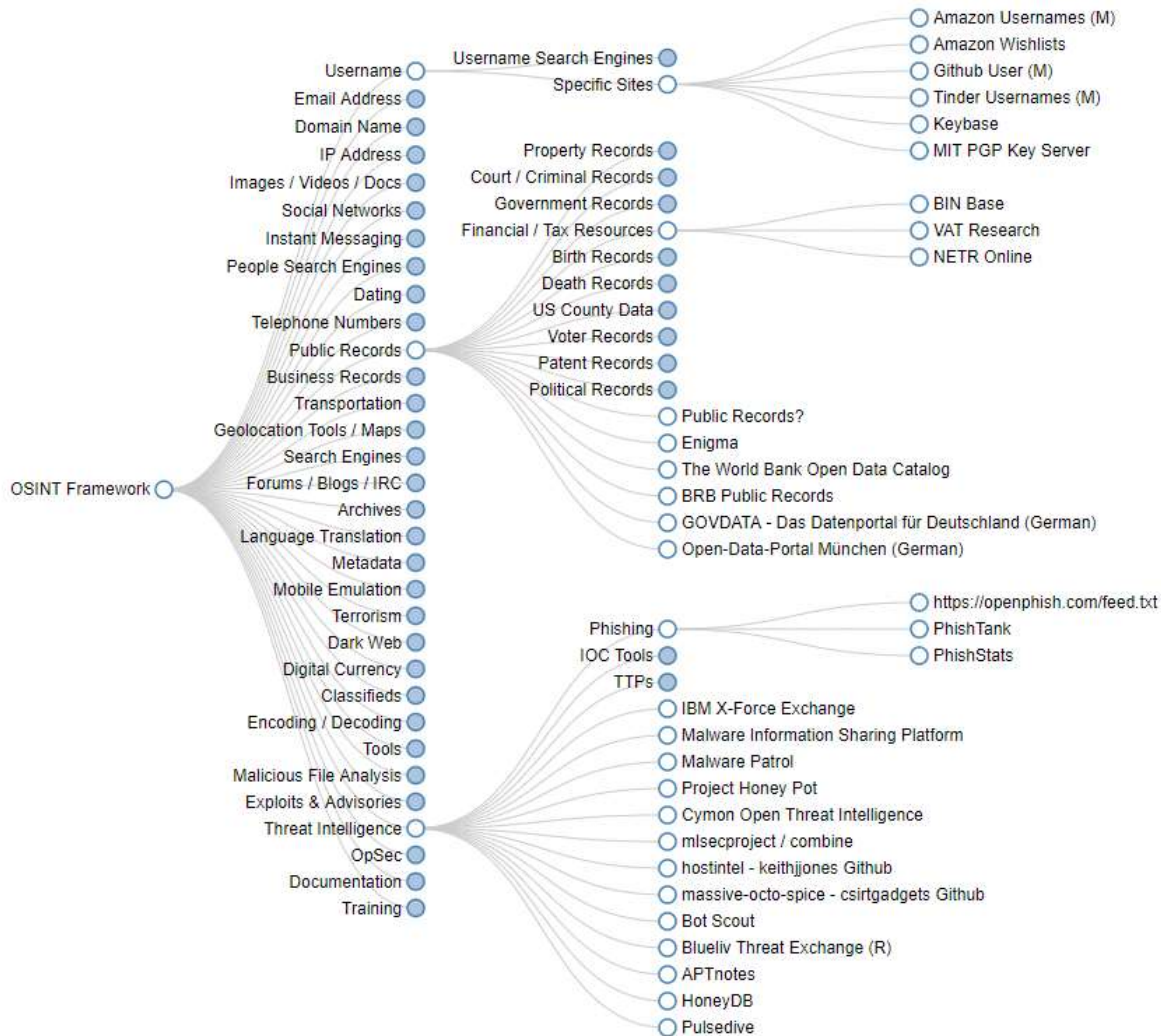 OSINT Framework
Username
Email Address
Domain Name
IP Address
Images / Videos / Docs
Social Networks
Instant Messaging
People Search Engines
Dating
Telephone Numbers
Public Records
Business Records
Transportation
Geolocation Tools / Maps
Search Engines
Forums / Blogs / IRC
Archives
Language Translation
Metadata
Mobile Emulation
Terrorism
Dark Web
Digital Currency
Classifieds
Encoding / Decoding
Tools
Malicious File Analysis
Exploits & Advisories
Threat Intelligence
OpSec
Documentation
Training
Username Search Engines
Specific Sites
Amazon Usernames (M)
Amazon Wishlists
Github User (M)
Tinder Usernames (M)
Keybase
MIT PGP Key Server
Property Records
Court / Criminal Records
Government Records
Financial / Tax Resources
Birth Records
Death Records
US County Data
Voter Records
Patent Records
Political Records
Public Records?
Enigma
The World Bank Open Data Catalog
BRB Public Records
GOVDATA - Das Datenportal für Deutschland (German)
Open-Data-Portal München (German)
BIN Base
VAT Research
NETR Online
Phishing
IOC Tools
TTPs
IBM X-Force Exchange
Malware Information Sharing Platform
Malware Patrol
Project Honey Pot
Cymon Open Threat Intelligence
mlsecproject / combine
hostintel - keithjjones Github
massive-octo-spice - csirtgadgets Github
Bot Scout
Blueliv Threat Exchange (R)
APTnotes
HoneyDB
Pulsedive
https://openphish.com/feed.txt
PhishTank
PhishStats